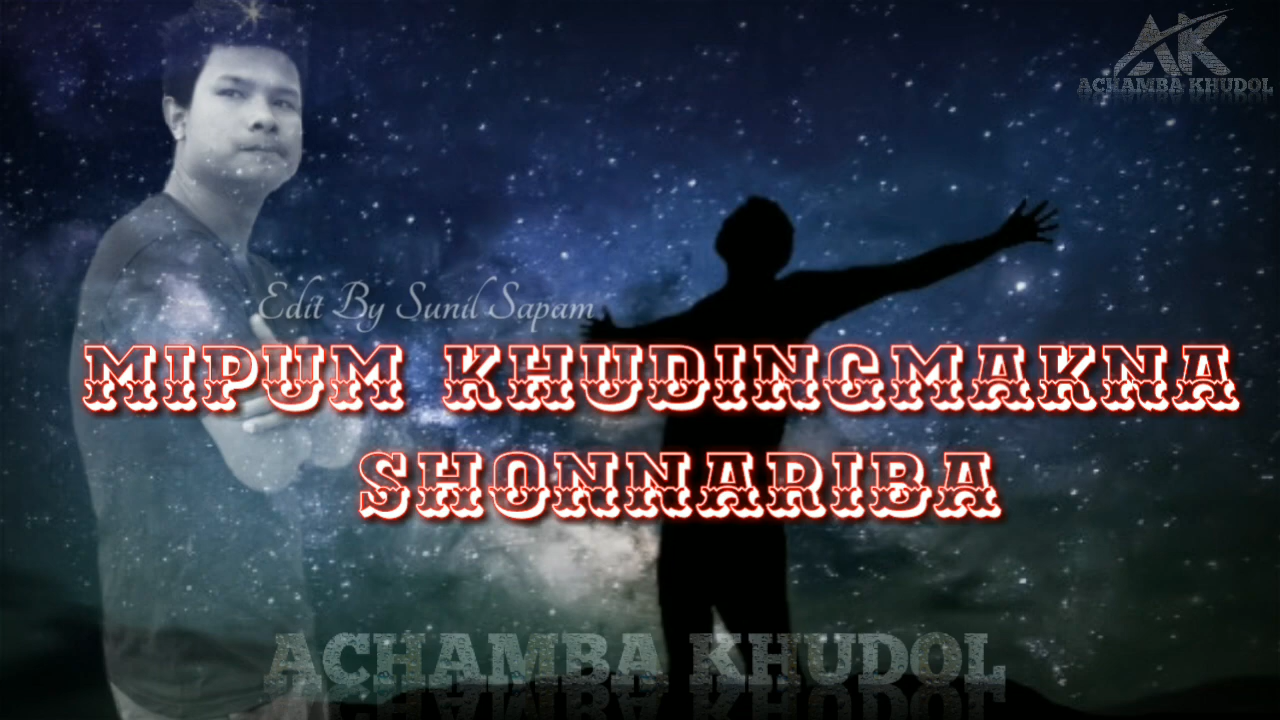 AK
ACHAMBA KHUDOL
Edit By Sunil Sapam
MIPUM KHUDINGMAKNA
SHONNARIBA
ACHAMBA KHUDOL